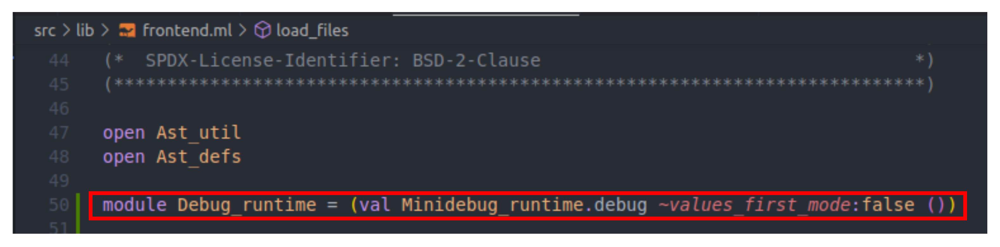 src > lib > frontend.ml > load_files
44 (* SPDX-License-Identifier: BSD-2-Clause *)
45 (****************************************************************************)
46
47 open Ast_util
48 open Ast_defs
49
50 module Debug_runtime = (val Minidebug_runtime.debug ~values_first_mode:false ())
51